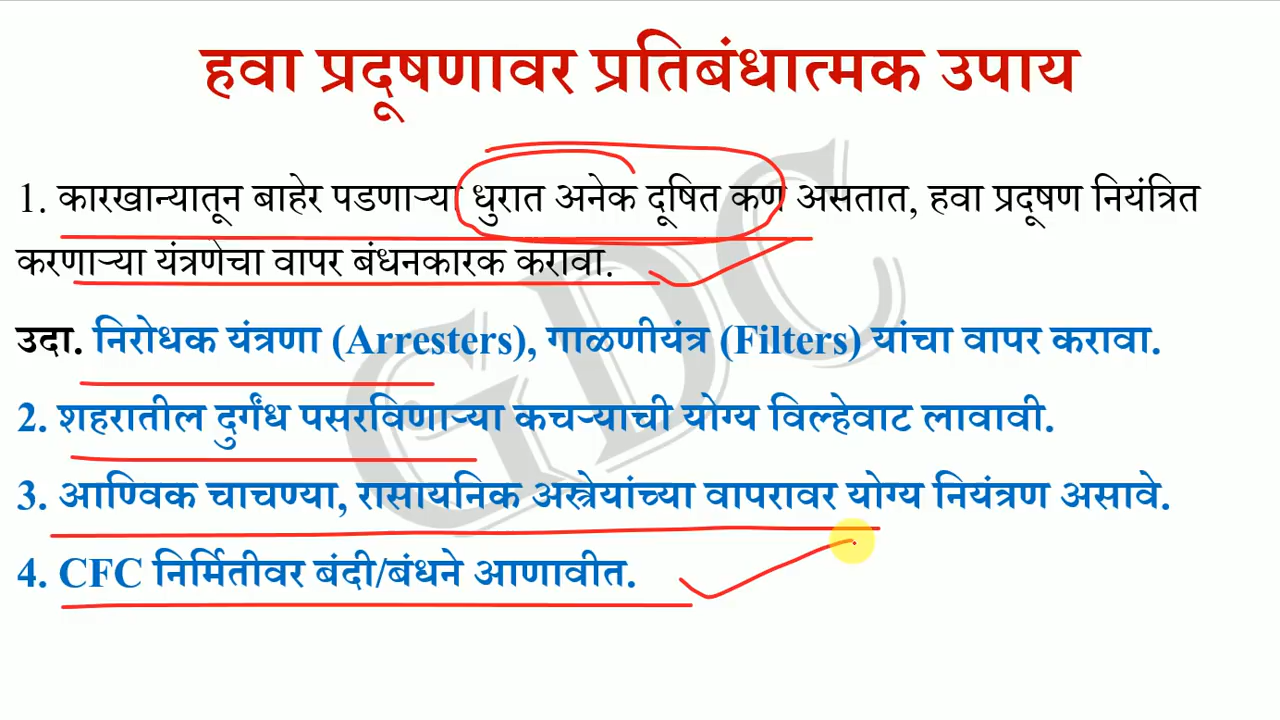 हवा प्रदूषणावर प्रतिबंधात्मक उपाय
1. कारखान्यातून बाहेर पडणाऱ्या धुरात अनेक दूषित कण असतात, हवा प्रदूषण नियंत्रित
करणाऱ्या यंत्रणेचा वापर बंधनकारक करावा.
उदा. निरोधक यंत्रणा (Arresters), गाळणीयंत्र (Filters) यांचा वापर करावा.
2. शहरातील दुर्गंध पसरविणाऱ्या कचऱ्याची योग्य विल्हेवाट लावावी.
3. आण्विक चाचण्या, रासायनिक अस्त्रेयांच्या वापरावर योग्य नियंत्रण असावे.
4. CFC निर्मितीवर बंदी/बंधने आणावीत.
GDC